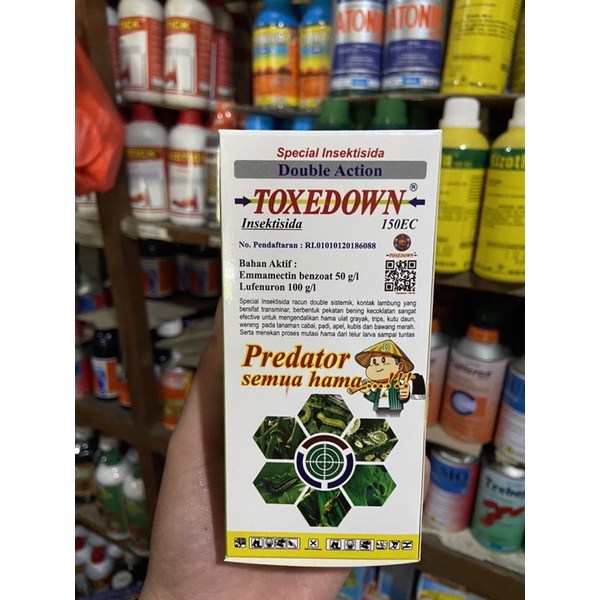 ATONIK
ATONIK
Special Insektisida
Double Action
TOXEDOWN®
Insektisida
150EC
No. Pendaftaran : RI.01010120186088
TOXEDOWN
Bahan Aktif :
Emmamectin benzoat 50 g/l
Lufenuron 100 g/l
Special Insektisida racun double sistemik, kontak lambung yang
bersifat transminar, berbentuk pekatan bening kecoklatan sangat
efective untuk mengendalikan hama ulat grayak, trips, kutu daun,
wereng pada tanaman cabai, padi, apel, kubis dan bawang merah.
Serta menekan proses mutasi hama dari telur larva sampai tuntas
Predator
semua hama